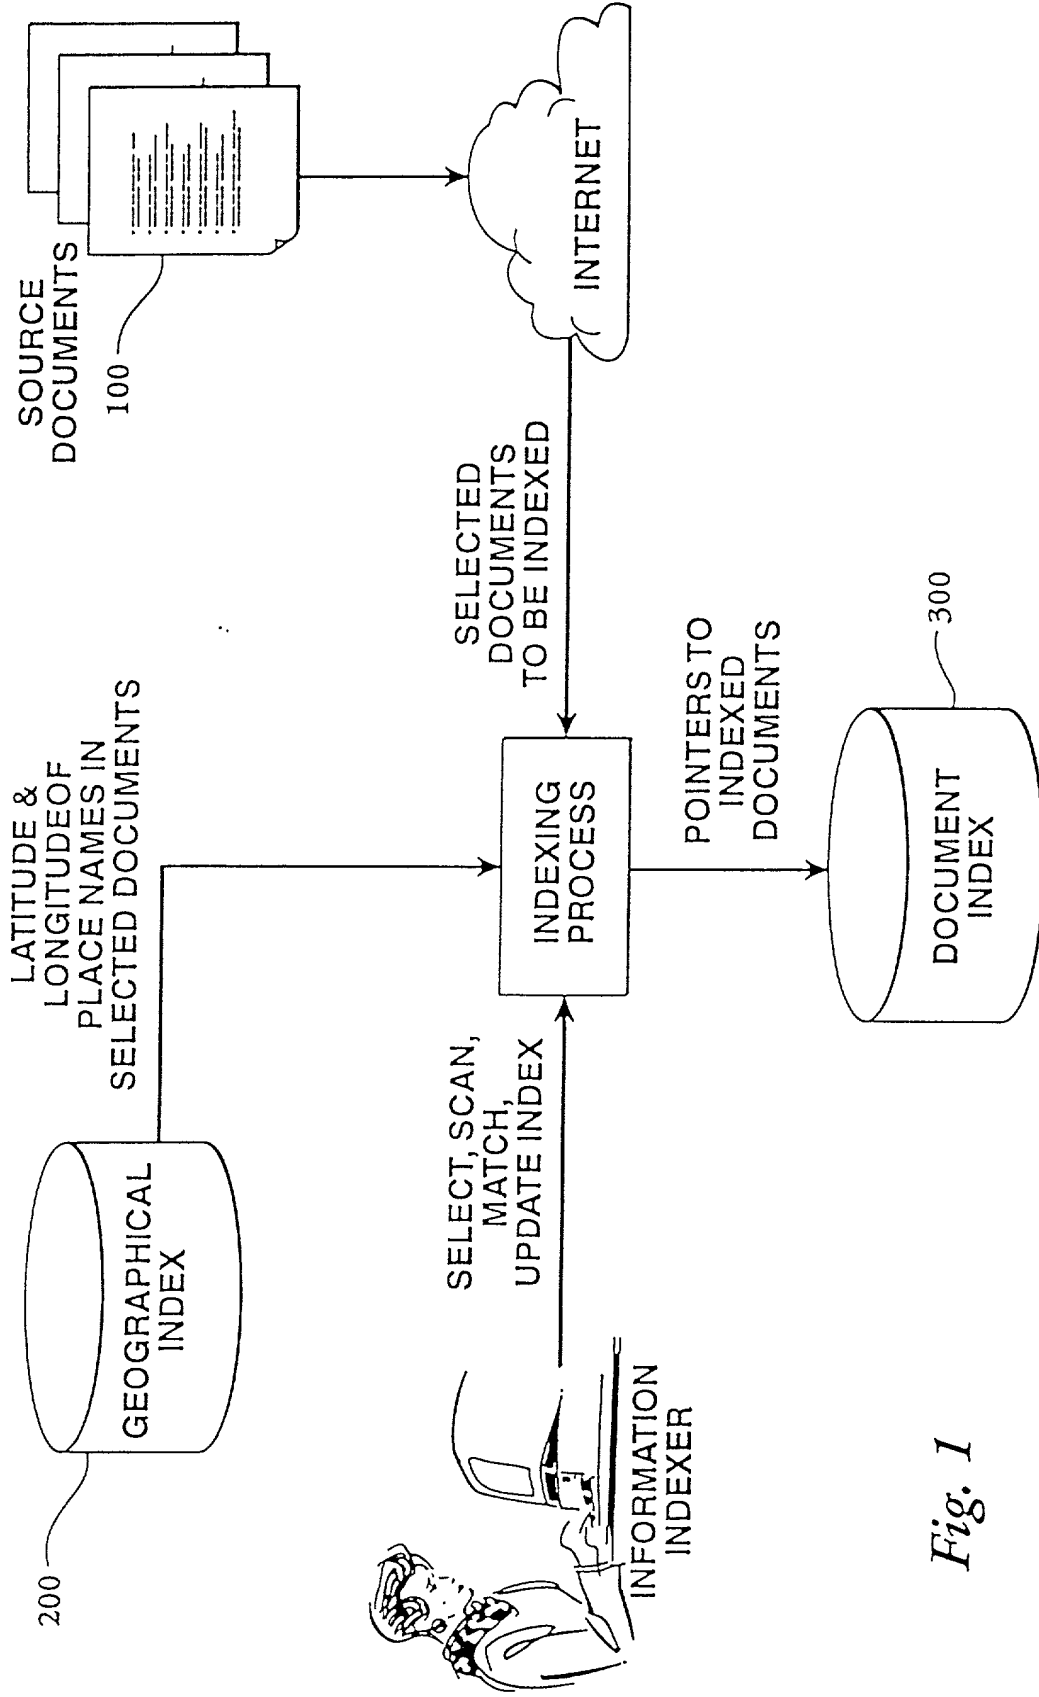 LATITUDE &
LONGITUDEOF
PLACE NAMES IN
SELECTED DOCUMENTS
SOURCE
DOCUMENTS
100
200
GEOGRAPHICAL
INDEX
SELECT, SCAN,
MATCH,
UPDATE INDEX
SELECTED
DOCUMENTS
TO BE INDEXED
INDEXING
PROCESS
INTERNET
INFORMATION
INDEXER
POINTERS TO
INDEXED
DOCUMENTS
300
DOCUMENT
INDEX
Fig. 1